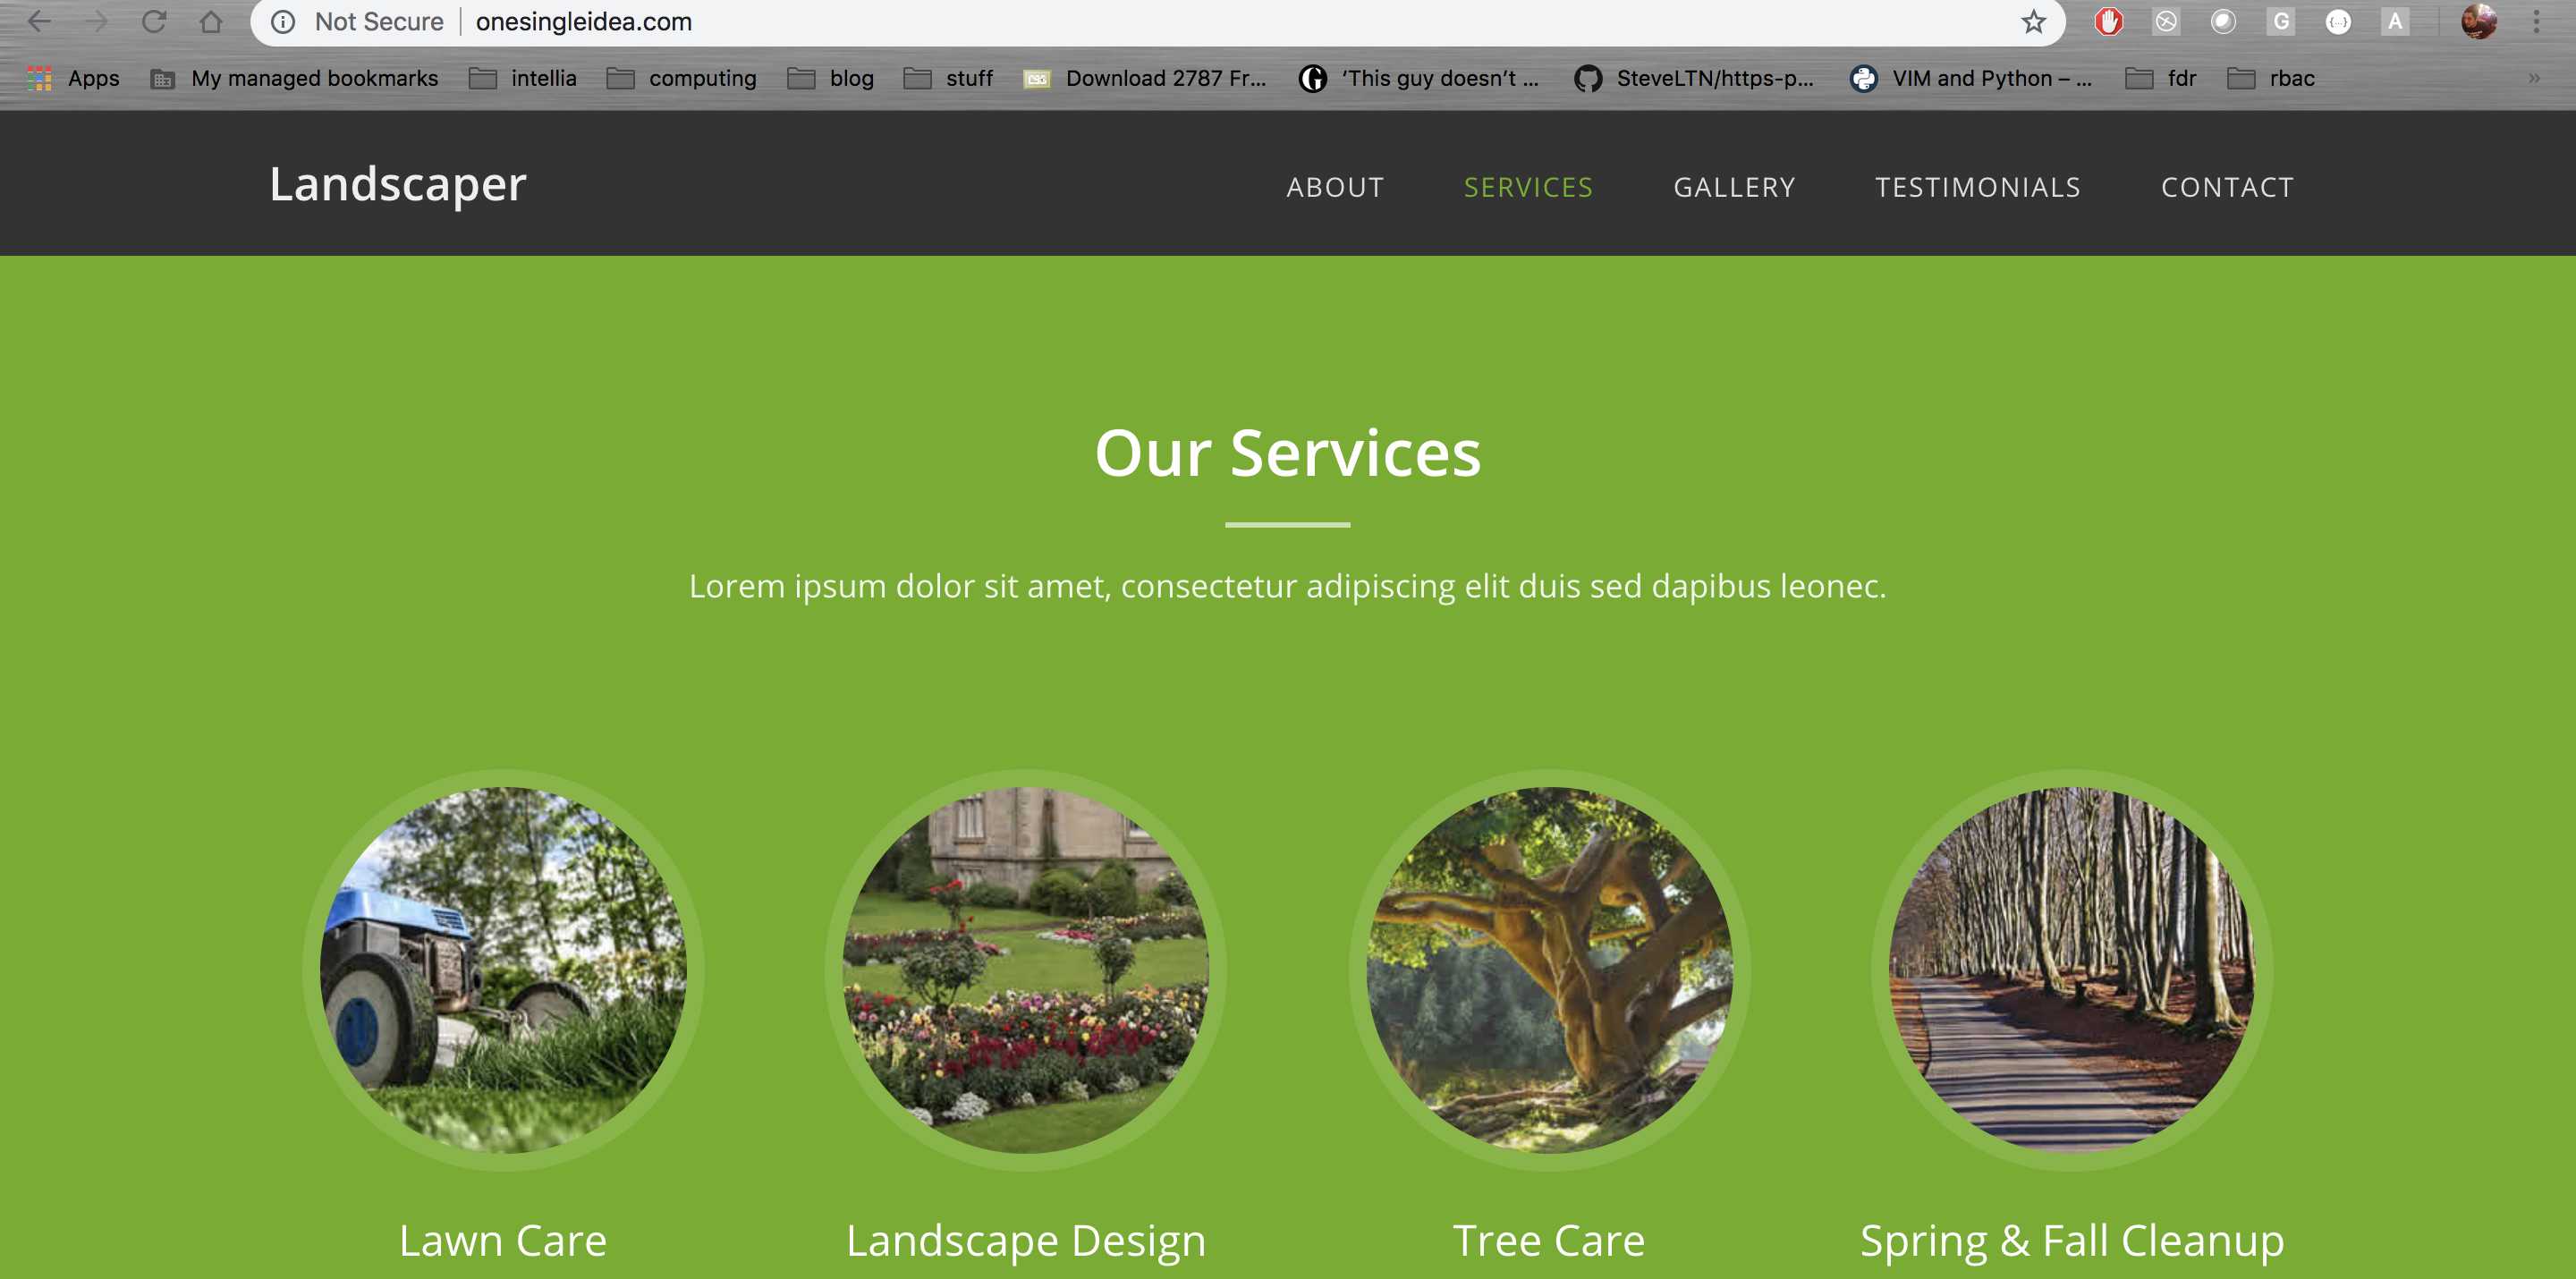 Not Secure | onesingleidea.com
Apps My managed bookmarks intellia computing blog stuff Download 2787 Fr... ‘This guy doesn’t ... SteveLTN/https-p... VIM and Python – ... fdr rbac »
Landscaper ABOUT SERVICES GALLERY TESTIMONIALS CONTACT
Our Services
Lorem ipsum dolor sit amet, consectetur adipiscing elit duis sed dapibus leonec.
Lawn Care Landscape Design Tree Care Spring & Fall Cleanup